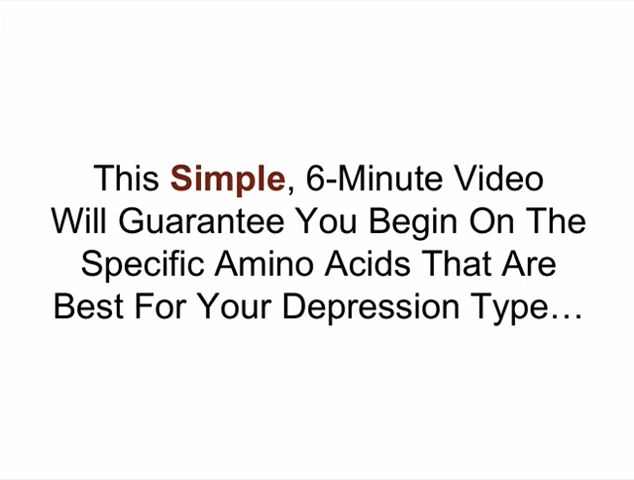 This Simple, 6-Minute Video
Will Guarantee You Begin On The
Specific Amino Acids That Are
Best For Your Depression Type…